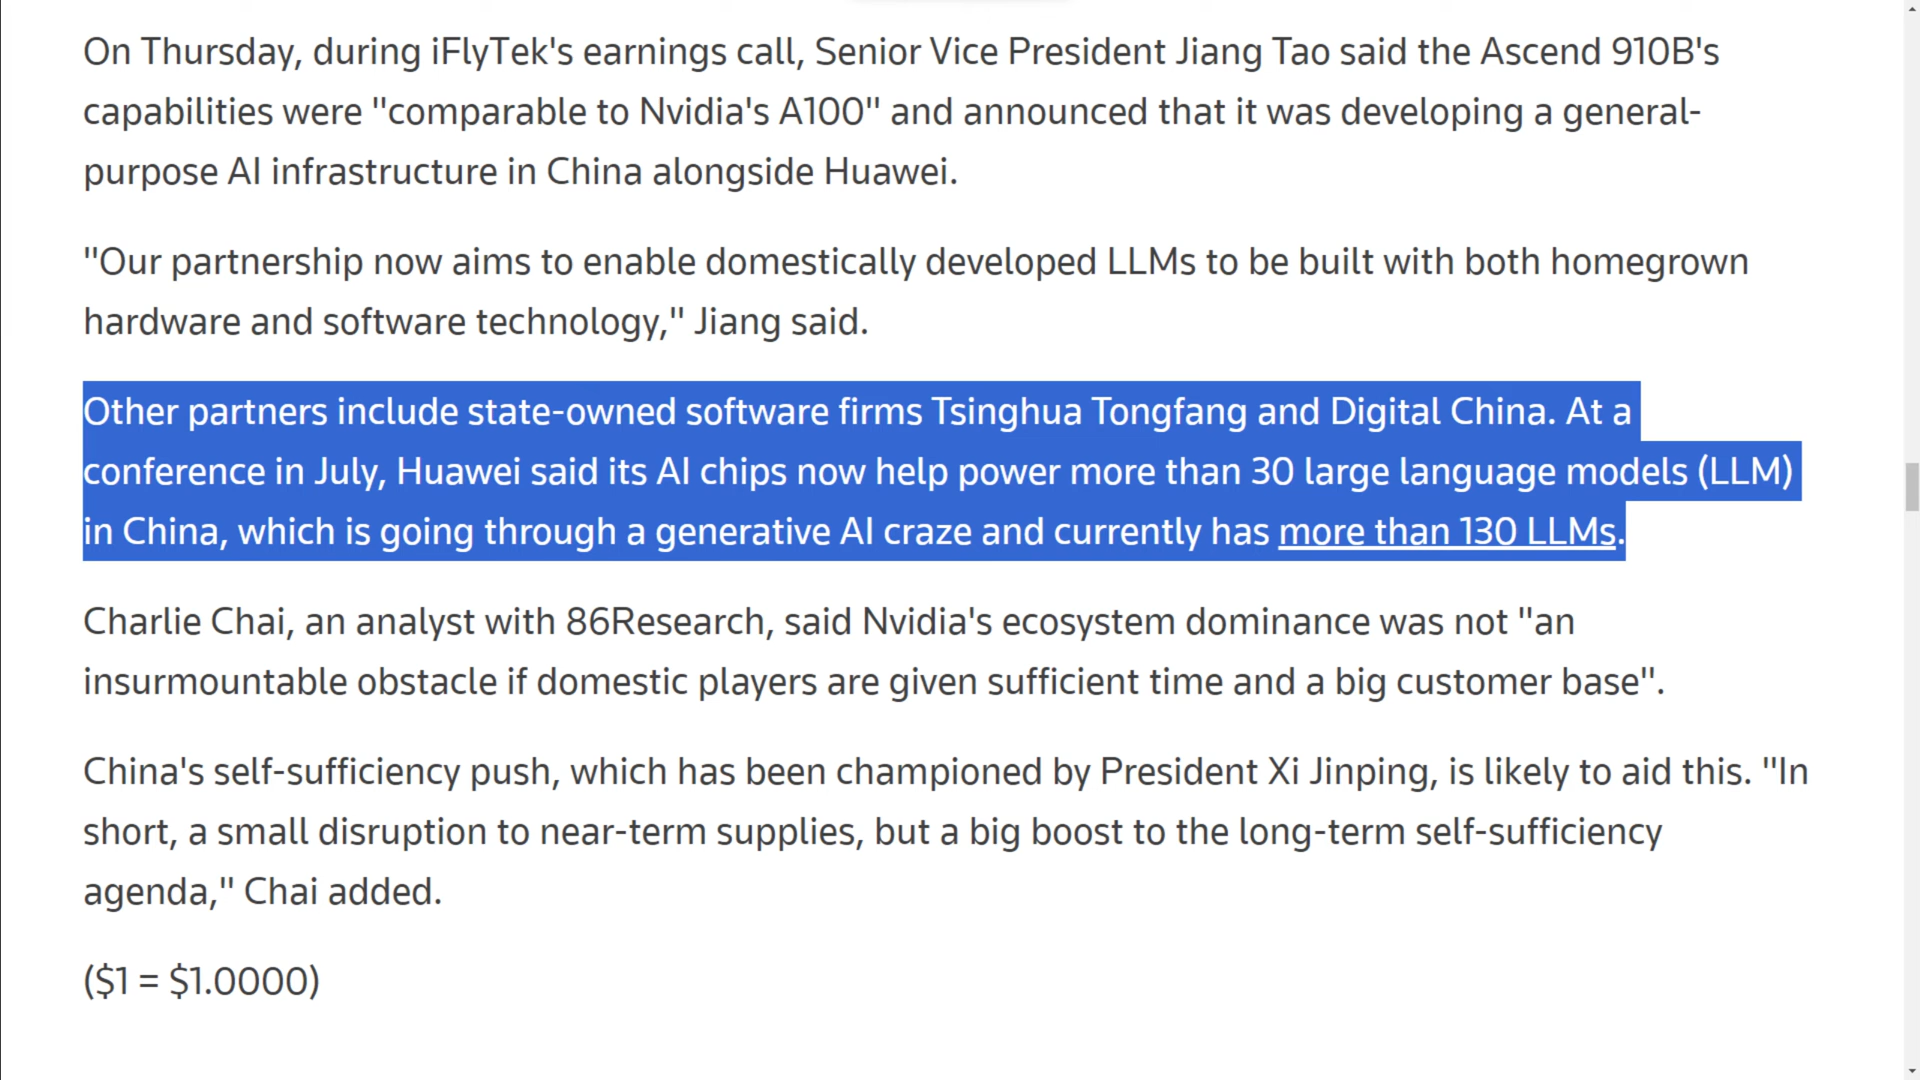 On Thursday, during iFlyTek's earnings call, Senior Vice President Jiang Tao said the Ascend 910B's
capabilities were "comparable to Nvidia's A100" and announced that it was developing a general-
purpose AI infrastructure in China alongside Huawei.
"Our partnership now aims to enable domestically developed LLMs to be built with both homegrown
hardware and software technology," Jiang said.
Other partners include state-owned software firms Tsinghua Tongfang and Digital China. At a
conference in July, Huawei said its AI chips now help power more than 30 large language models (LLM)
in China, which is going through a generative AI craze and currently has more than 130 LLMs.
Charlie Chai, an analyst with 86Research, said Nvidia's ecosystem dominance was not "an
insurmountable obstacle if domestic players are given sufficient time and a big customer base".
China's self-sufficiency push, which has been championed by President Xi Jinping, is likely to aid this. "In
short, a small disruption to near-term supplies, but a big boost to the long-term self-sufficiency
agenda," Chai added.
($1 = $1.0000)